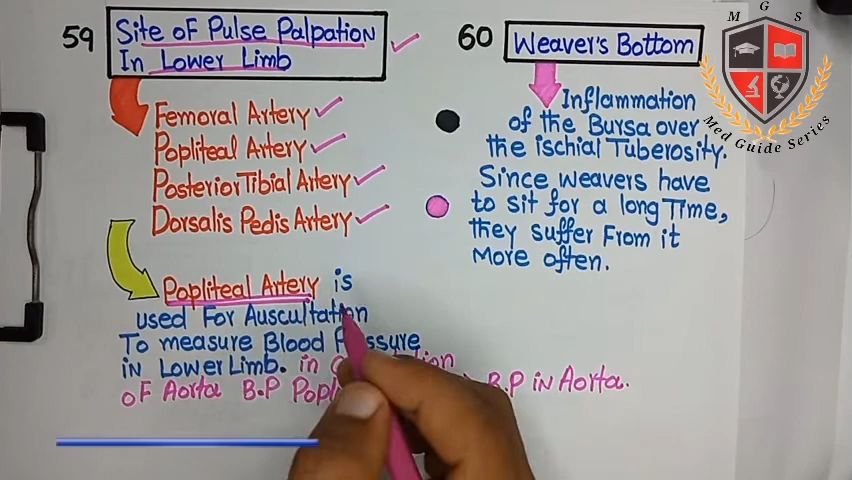 59
Site of Pulse Palpation
In Lower Limb
Femoral Artery
Popliteal Artery
Posterior Tibial Artery
Dorsalis Pedis Artery
Popliteal Artery is
used For Auscultation
To measure Blood Pressure
in Lower Limb. in
of Aorta B.P B.P in Aorta.
60
Weaver's Bottom
Inflammation
of the Bursa over
the ischial Tuberosity.
Since weavers have
to sit for a long Time,
they suffer From it
more often.
M G S
Med Guide Series